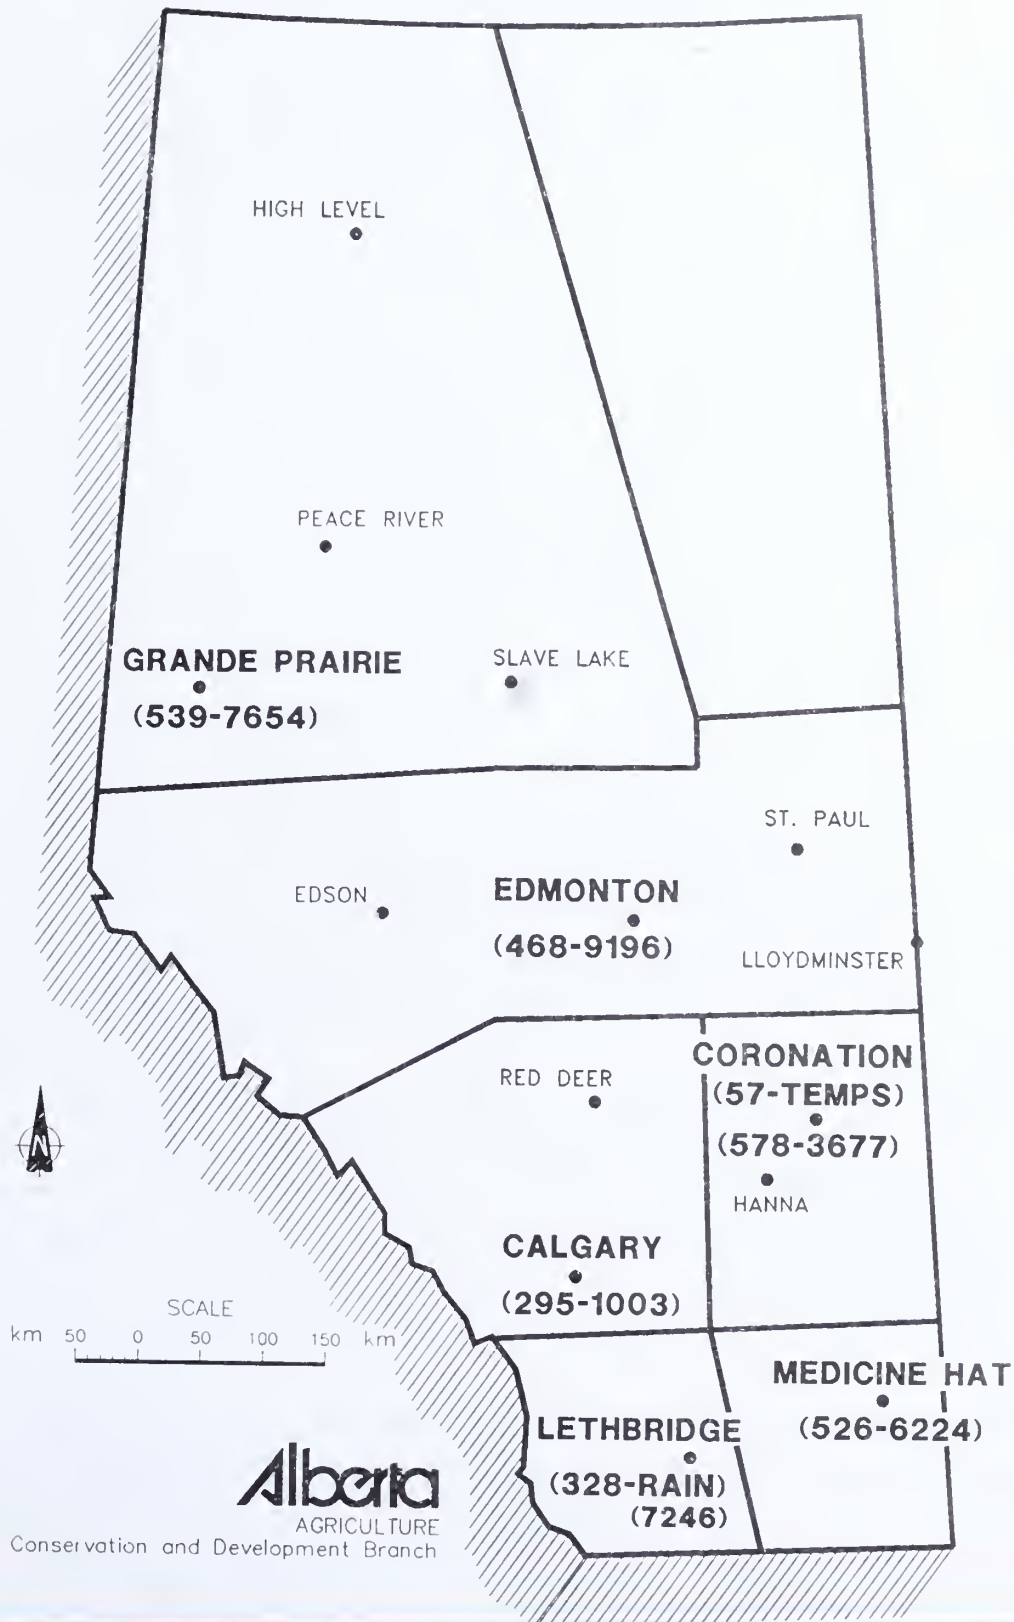 HIGH LEVEL
PEACE RIVER
GRANDE PRAIRIE
(539-7654)
SLAVE LAKE
ST. PAUL
EDSON
EDMONTON
(468-9196)
LLOYDMINSTER
RED DEER
CORONATION
(57-TEMPS)
(578-3677)
HANNA
N
CALGARY
(295-1003)
SCALE
km 50 0 50 100 150 km
MEDICINE HAT
(526-6224)
LETHBRIDGE
(328-RAIN)
(7246)
Alberta
AGRICULTURE
Conservation and Development Branch